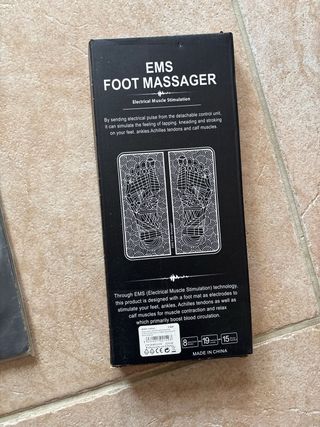 EMS
FOOT MASSAGER
Electrical Muscle Stimulation
By sending electrical pulse from the detachable control unit,
it can stimulate the feeling of tapping, kneading and stroking
on your feet, ankles,Achilles tendons and calf muscles.
Through EMS (Electrical Muscle Stimulation) technology,
this product is designed with a foot mat as electrodes to
stimulate your feet, ankles, Achilles tendons as well as
calf muscles for muscle contraction and relax
which primarily boost blood circulation.
8 19 15
MADE IN CHINA